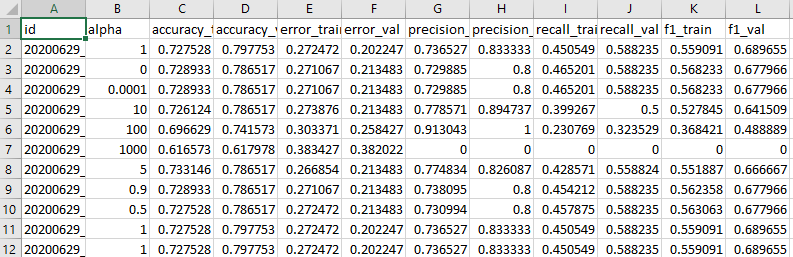 A B C D E F G H I J K L
1 id alpha accuracy_t accuracy_v error_trai error_val precision_ precision_ recall_trai recall_val f1_train f1_val
2 20200629_ 1 0.727528 0.797753 0.272472 0.202247 0.736527 0.833333 0.450549 0.588235 0.559091 0.689655
3 20200629_ 0 0.728933 0.786517 0.271067 0.213483 0.729885 0.8 0.465201 0.588235 0.568233 0.677966
4 20200629_ 0.0001 0.728933 0.786517 0.271067 0.213483 0.729885 0.8 0.465201 0.588235 0.568233 0.677966
5 20200629_ 10 0.726124 0.786517 0.273876 0.213483 0.778571 0.894737 0.399267 0.5 0.527845 0.641509
6 20200629_ 100 0.696629 0.741573 0.303371 0.258427 0.913043 1 0.230769 0.323529 0.368421 0.488889
7 20200629_ 1000 0.616573 0.617978 0.383427 0.382022 0 0 0 0 0 0
8 20200629_ 5 0.733146 0.786517 0.266854 0.213483 0.774834 0.826087 0.428571 0.558824 0.551887 0.666667
9 20200629_ 0.9 0.728933 0.786517 0.271067 0.213483 0.738095 0.8 0.454212 0.588235 0.562358 0.677966
10 20200629_ 0.5 0.727528 0.786517 0.272472 0.213483 0.730994 0.8 0.457875 0.588235 0.563063 0.677966
11 20200629_ 1 0.727528 0.797753 0.272472 0.202247 0.736527 0.833333 0.450549 0.588235 0.559091 0.689655
12 20200629_ 1 0.727528 0.797753 0.272472 0.202247 0.736527 0.833333 0.450549 0.588235 0.559091 0.689655